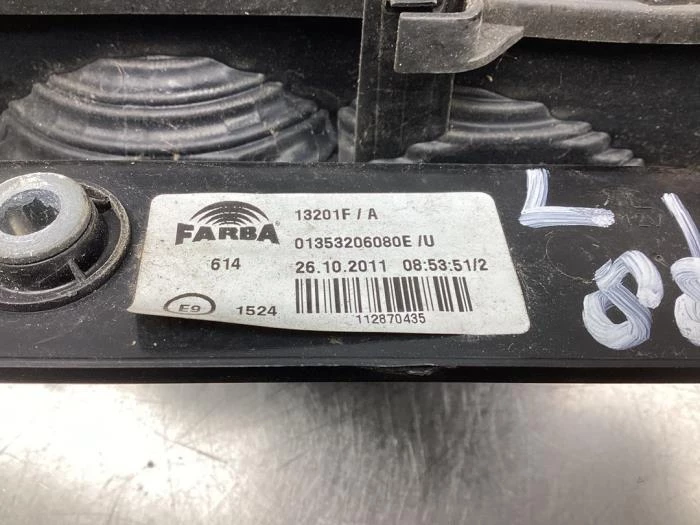 13201F / A
FARBA
01353206080E /U
614
26.10.2011 08:53:51/2
E9
1524
112870435
L